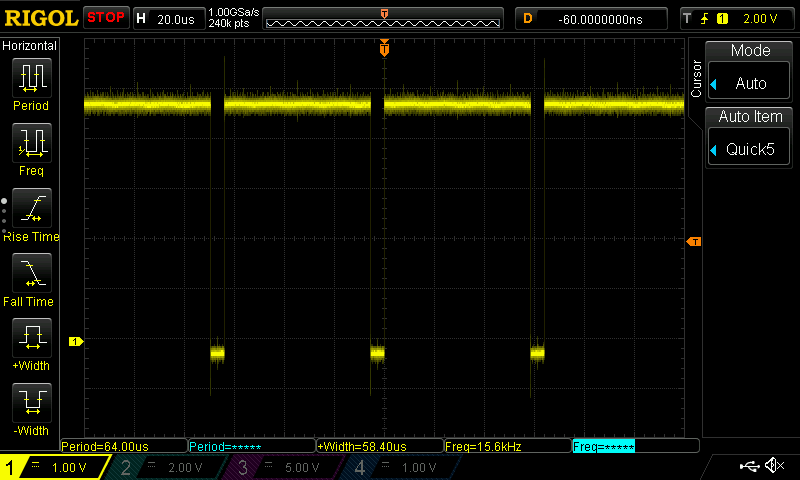 RIGOL STOP H 20.0us 1.00GSa/s 240k pts T D -60.0000000ns T 1 2.00 V
Horizontal
Period
Freq
Rise Time
Fall Time
+Width
-Width
T
T
1
Cursor
Mode
Auto
Auto Item
Quick5
Period=64.00us Period=***** +Width=58.40us Freq=15.6kHz Freq=*****
1 1.00 V 2 2.00 V 3 5.00 V 4 1.00 V